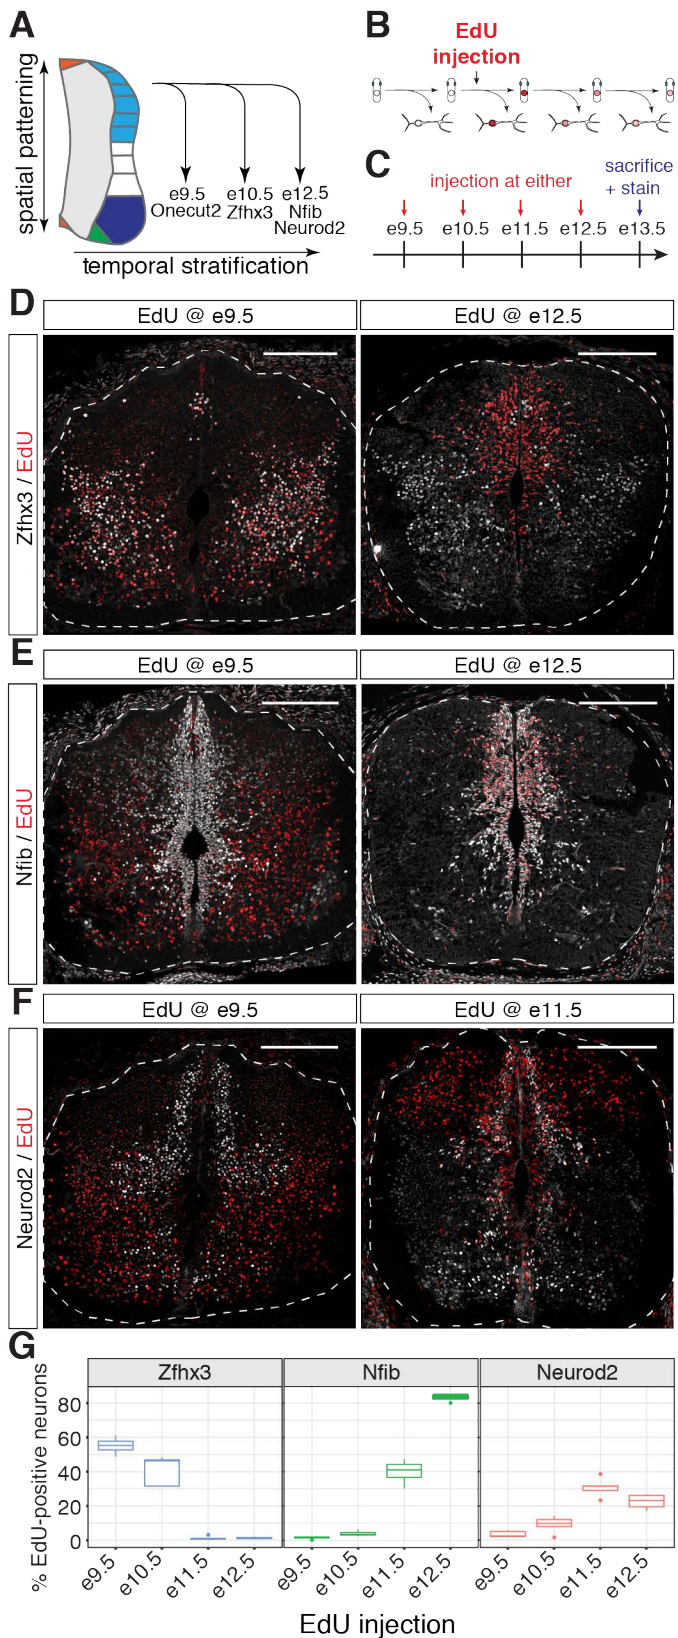 A
spatial patterning
e9.5
Onecut2
e10.5
Zfhx3
e12.5
Nfib
Neurod2
temporal stratification
B
EdU
injection
C
injection at either
sacrifice
+ stain
e9.5 e10.5 e11.5 e12.5 e13.5
D
EdU @ e9.5
EdU @ e12.5
Zfhx3 / EdU
E
EdU @ e9.5
EdU @ e12.5
Nfib / EdU
F
EdU @ e9.5
EdU @ e11.5
Neurod2 / EdU
G
Zfhx3
Nfib
Neurod2
% EdU-positive neurons
80
60
40
20
0
e9.5 e10.5 e11.5 e12.5
e9.5 e10.5 e11.5 e12.5
e9.5 e10.5 e11.5 e12.5
EdU injection